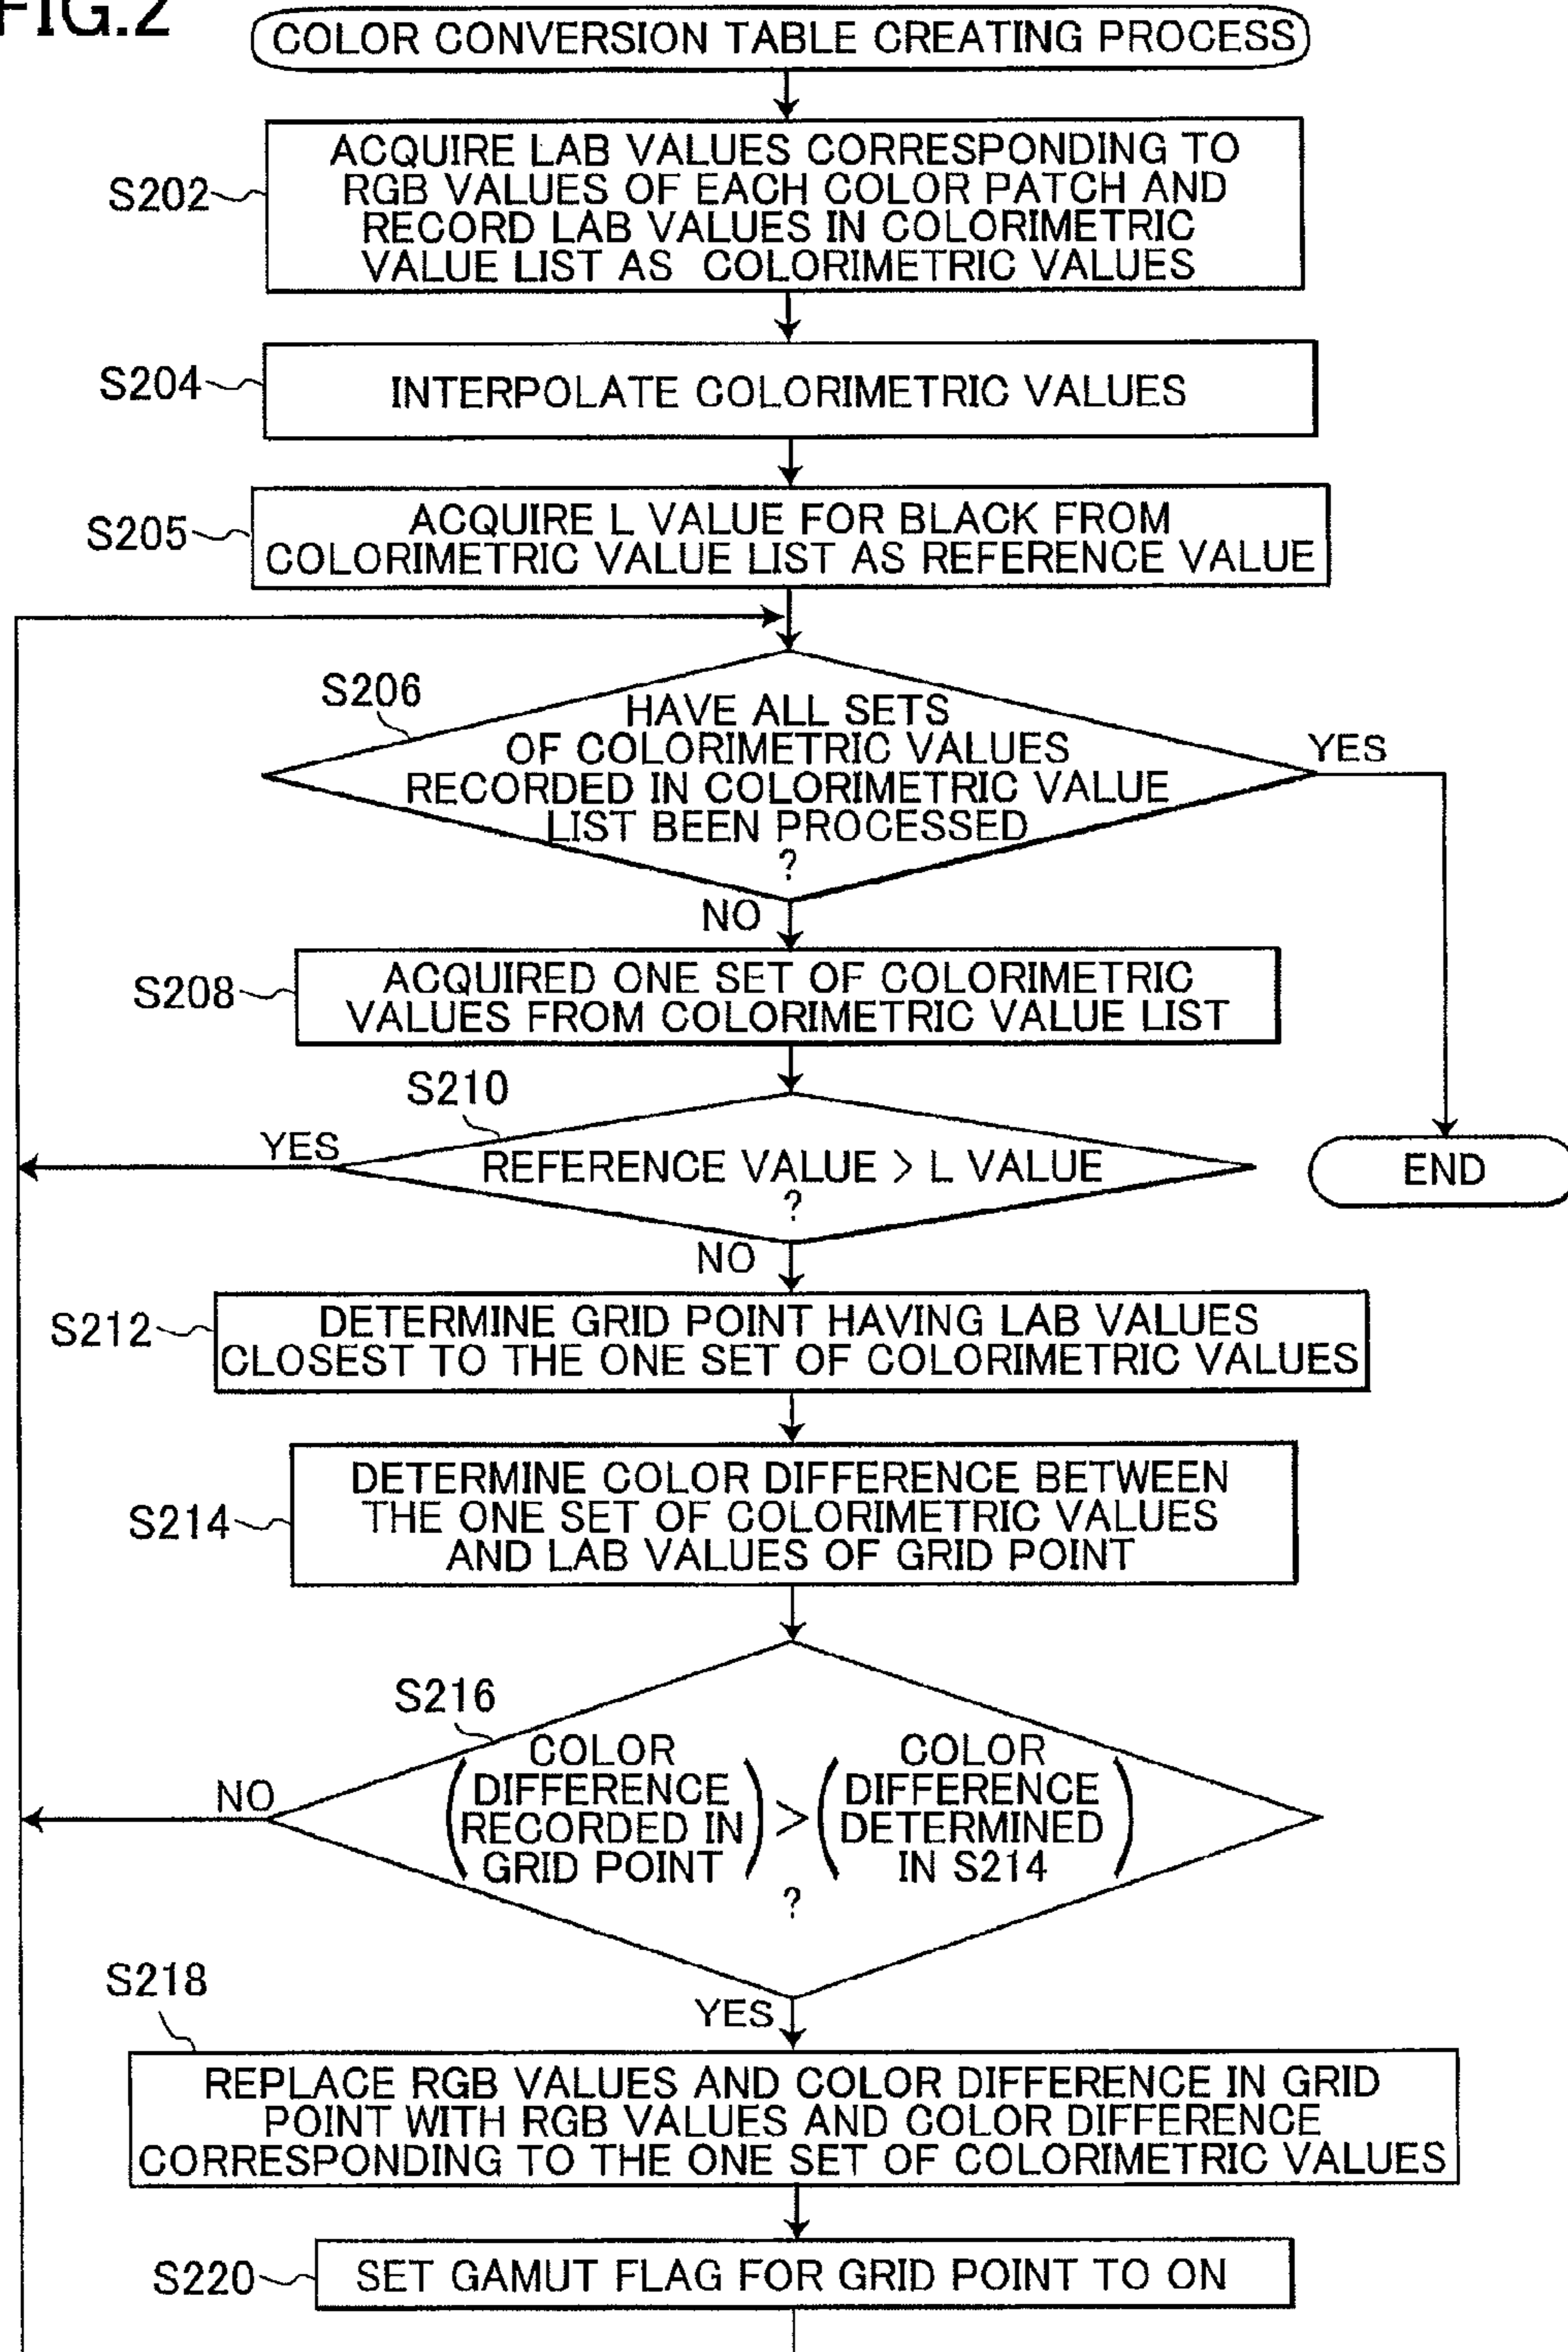 FIG.2
COLOR CONVERSION TABLE CREATING PROCESS
S202
ACQUIRE LAB VALUES CORRESPONDING TO
RGB VALUES OF EACH COLOR PATCH AND
RECORD LAB VALUES IN COLORIMETRIC
VALUE LIST AS COLORIMETRIC VALUES
S204
INTERPOLATE COLORIMETRIC VALUES
S205
ACQUIRE L VALUE FOR BLACK FROM
COLORIMETRIC VALUE LIST AS REFERENCE VALUE
S206
HAVE ALL SETS
OF COLORIMETRIC VALUES
RECORDED IN COLORIMETRIC VALUE
LIST BEEN PROCESSED
?
YES
NO
S208
ACQUIRED ONE SET OF COLORIMETRIC
VALUES FROM COLORIMETRIC VALUE LIST
S210
YES
REFERENCE VALUE > L VALUE
?
END
NO
S212
DETERMINE GRID POINT HAVING LAB VALUES
CLOSEST TO THE ONE SET OF COLORIMETRIC VALUES
S214
DETERMINE COLOR DIFFERENCE BETWEEN
THE ONE SET OF COLORIMETRIC VALUES
AND LAB VALUES OF GRID POINT
S216
NO
(COLOR
DIFFERENCE
RECORDED IN
GRID POINT)
>
(COLOR
DIFFERENCE
DETERMINED
IN S214)
?
YES
S218
REPLACE RGB VALUES AND COLOR DIFFERENCE IN GRID
POINT WITH RGB VALUES AND COLOR DIFFERENCE
CORRESPONDING TO THE ONE SET OF COLORIMETRIC VALUES
S220
SET GAMUT FLAG FOR GRID POINT TO ON